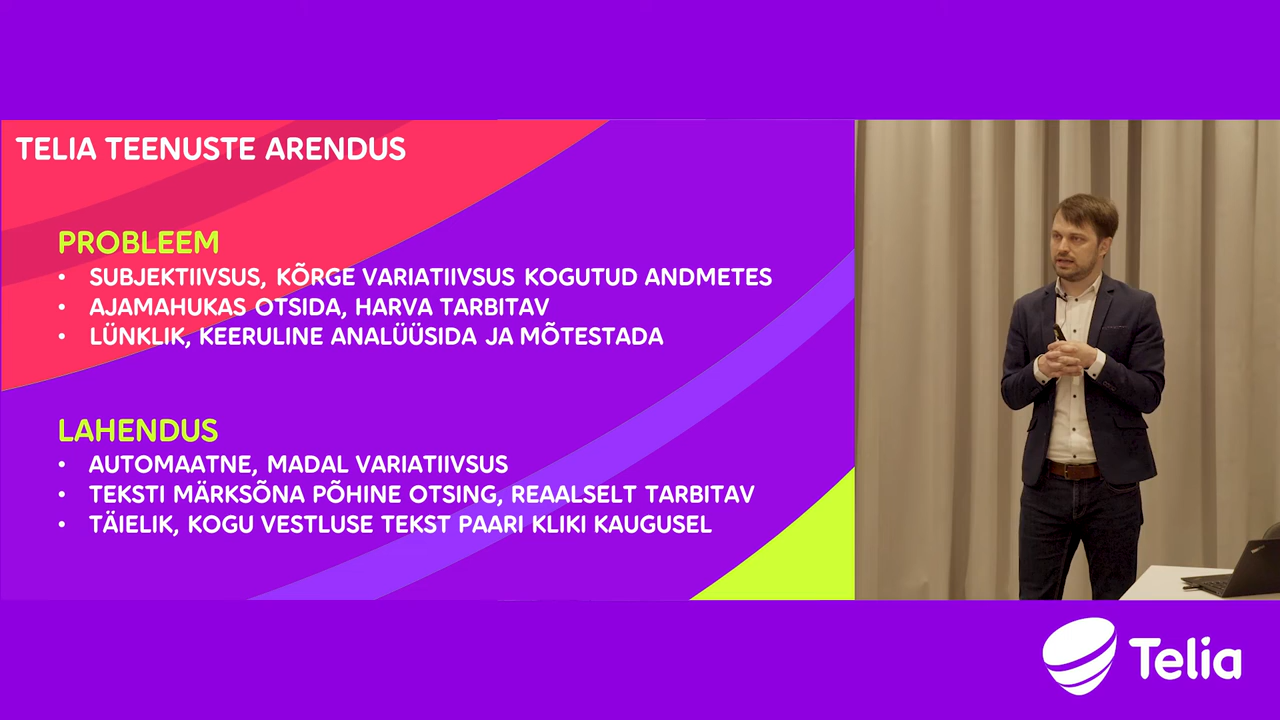 TELIA TEENUSTE ARENDUS
PROBLEEM
• SUBJEKTIIVSUS, KÕRGE VARIATIIVSUS KOGUTUD ANDMETES
• AJAMAHUKAS OTSIDA, HARVA TARBITAV
• LÜNKLIK, KEERULINE ANALÜÜSIDA JA MÕTESTADA
LAHENDUS
• AUTOMAATNE, MADAL VARIATIIVSUS
• TEKSTI MÄRKSÕNA PÕHINE OTSING, REAALSELT TARBITAV
• TÄIELIK, KOGU VESTLUSE TEKST PAARI KLIKI KAUGUSEL
Telia